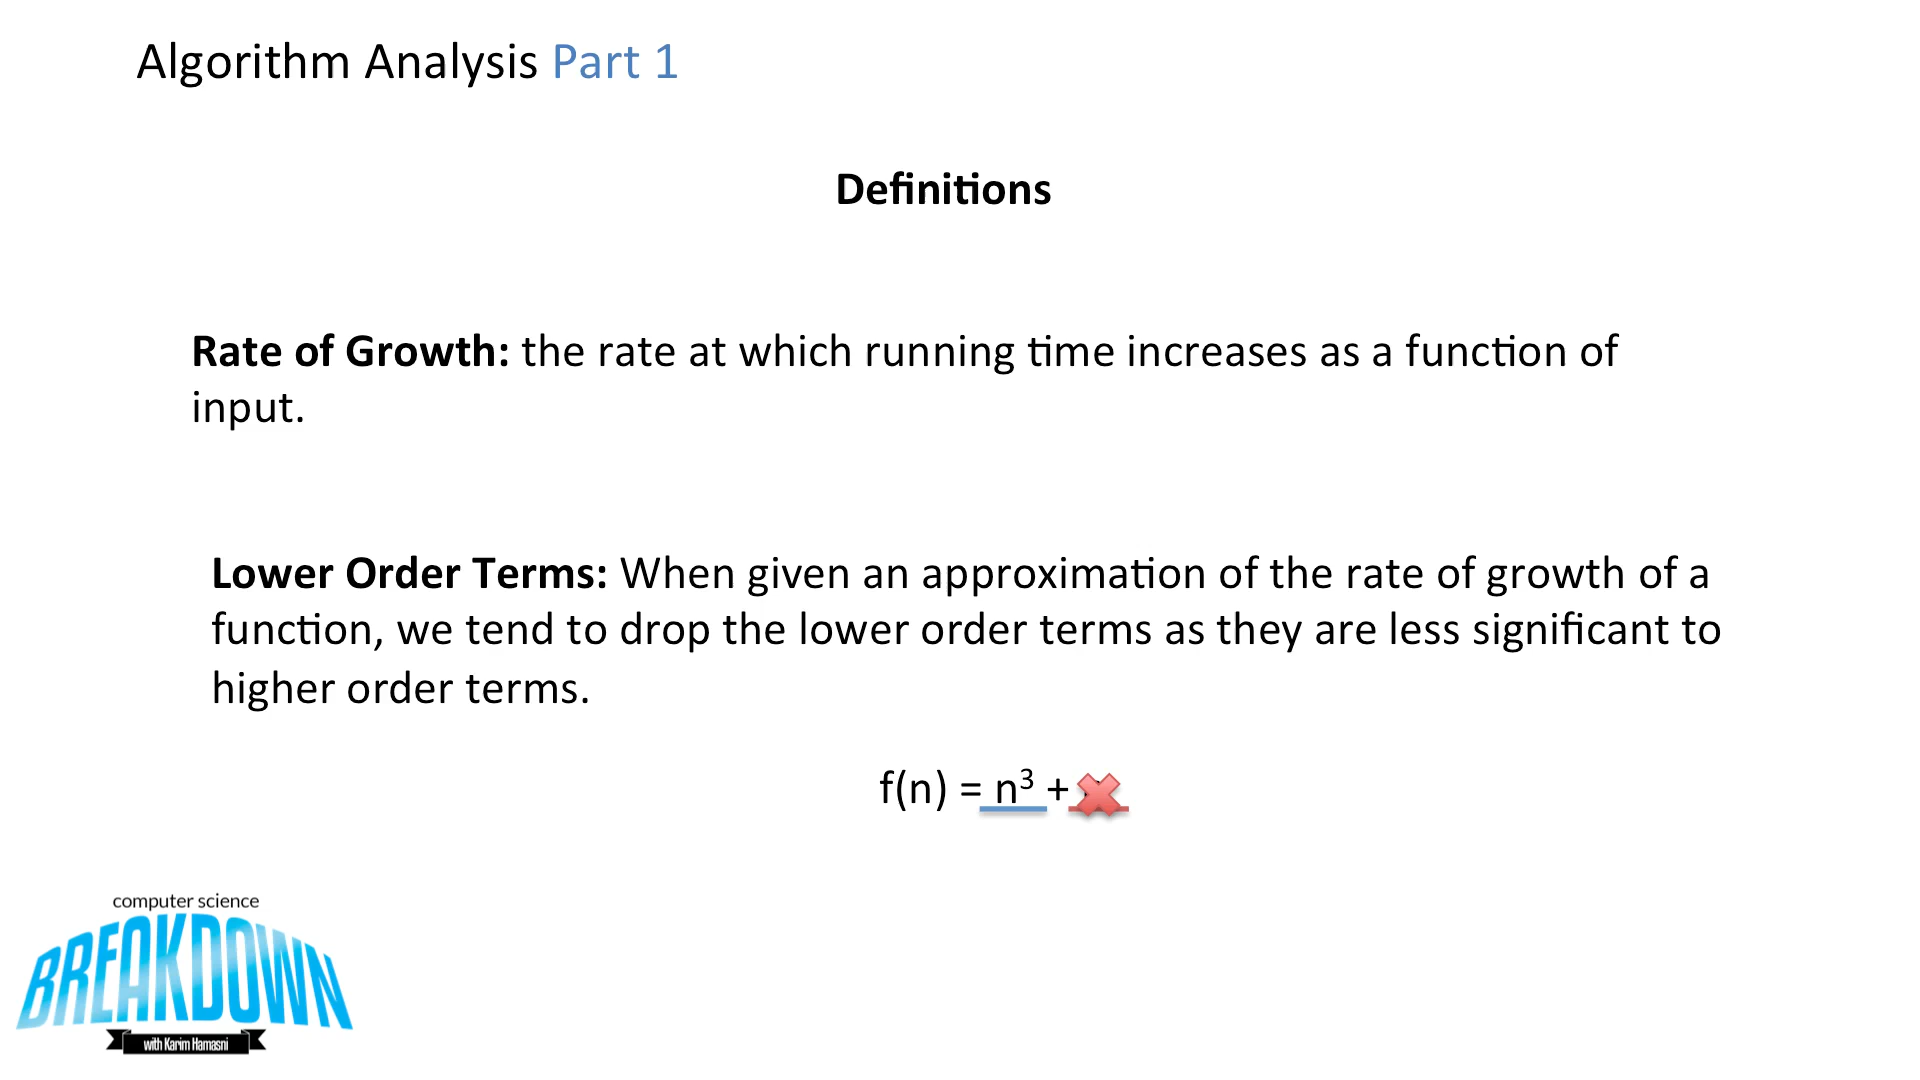 Algorithm Analysis Part 1
Definitions
Rate of Growth: the rate at which running time increases as a function of
input.
Lower Order Terms: When given an approximation of the rate of growth of a
function, we tend to drop the lower order terms as they are less significant to
higher order terms.
f(n) = n³ +
computer science
BREAKDOWN
with Karim Hamasni